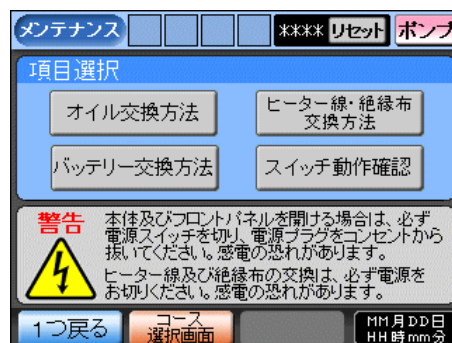 メンテナンス **** リセット ポンプ
項目選択
オイル交換方法 ヒーター線・絶縁布
交換方法
バッテリー交換方法 スイッチ動作確認
警告 本体及びフロントパネルを開ける場合は、必ず
電源スイッチを切り、電源プラグをコンセントから
抜いてください。感電の恐れがあります。
ヒーター線及び絶縁布の交換は、必ず電源を
お切りください。感電の恐れがあります。
1つ戻る コース
選択画面 MM月DD日
HH時mm分